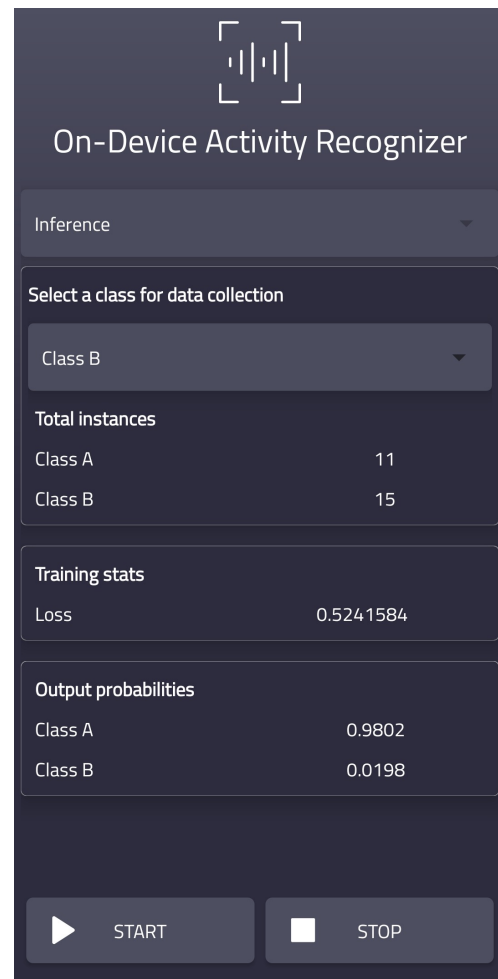 On-Device Activity Recognizer
Inference
Select a class for data collection
Class B
Total instances
Class A 11
Class B 15
Training stats
Loss 0.5241584
Output probabilities
Class A 0.9802
Class B 0.0198
START STOP